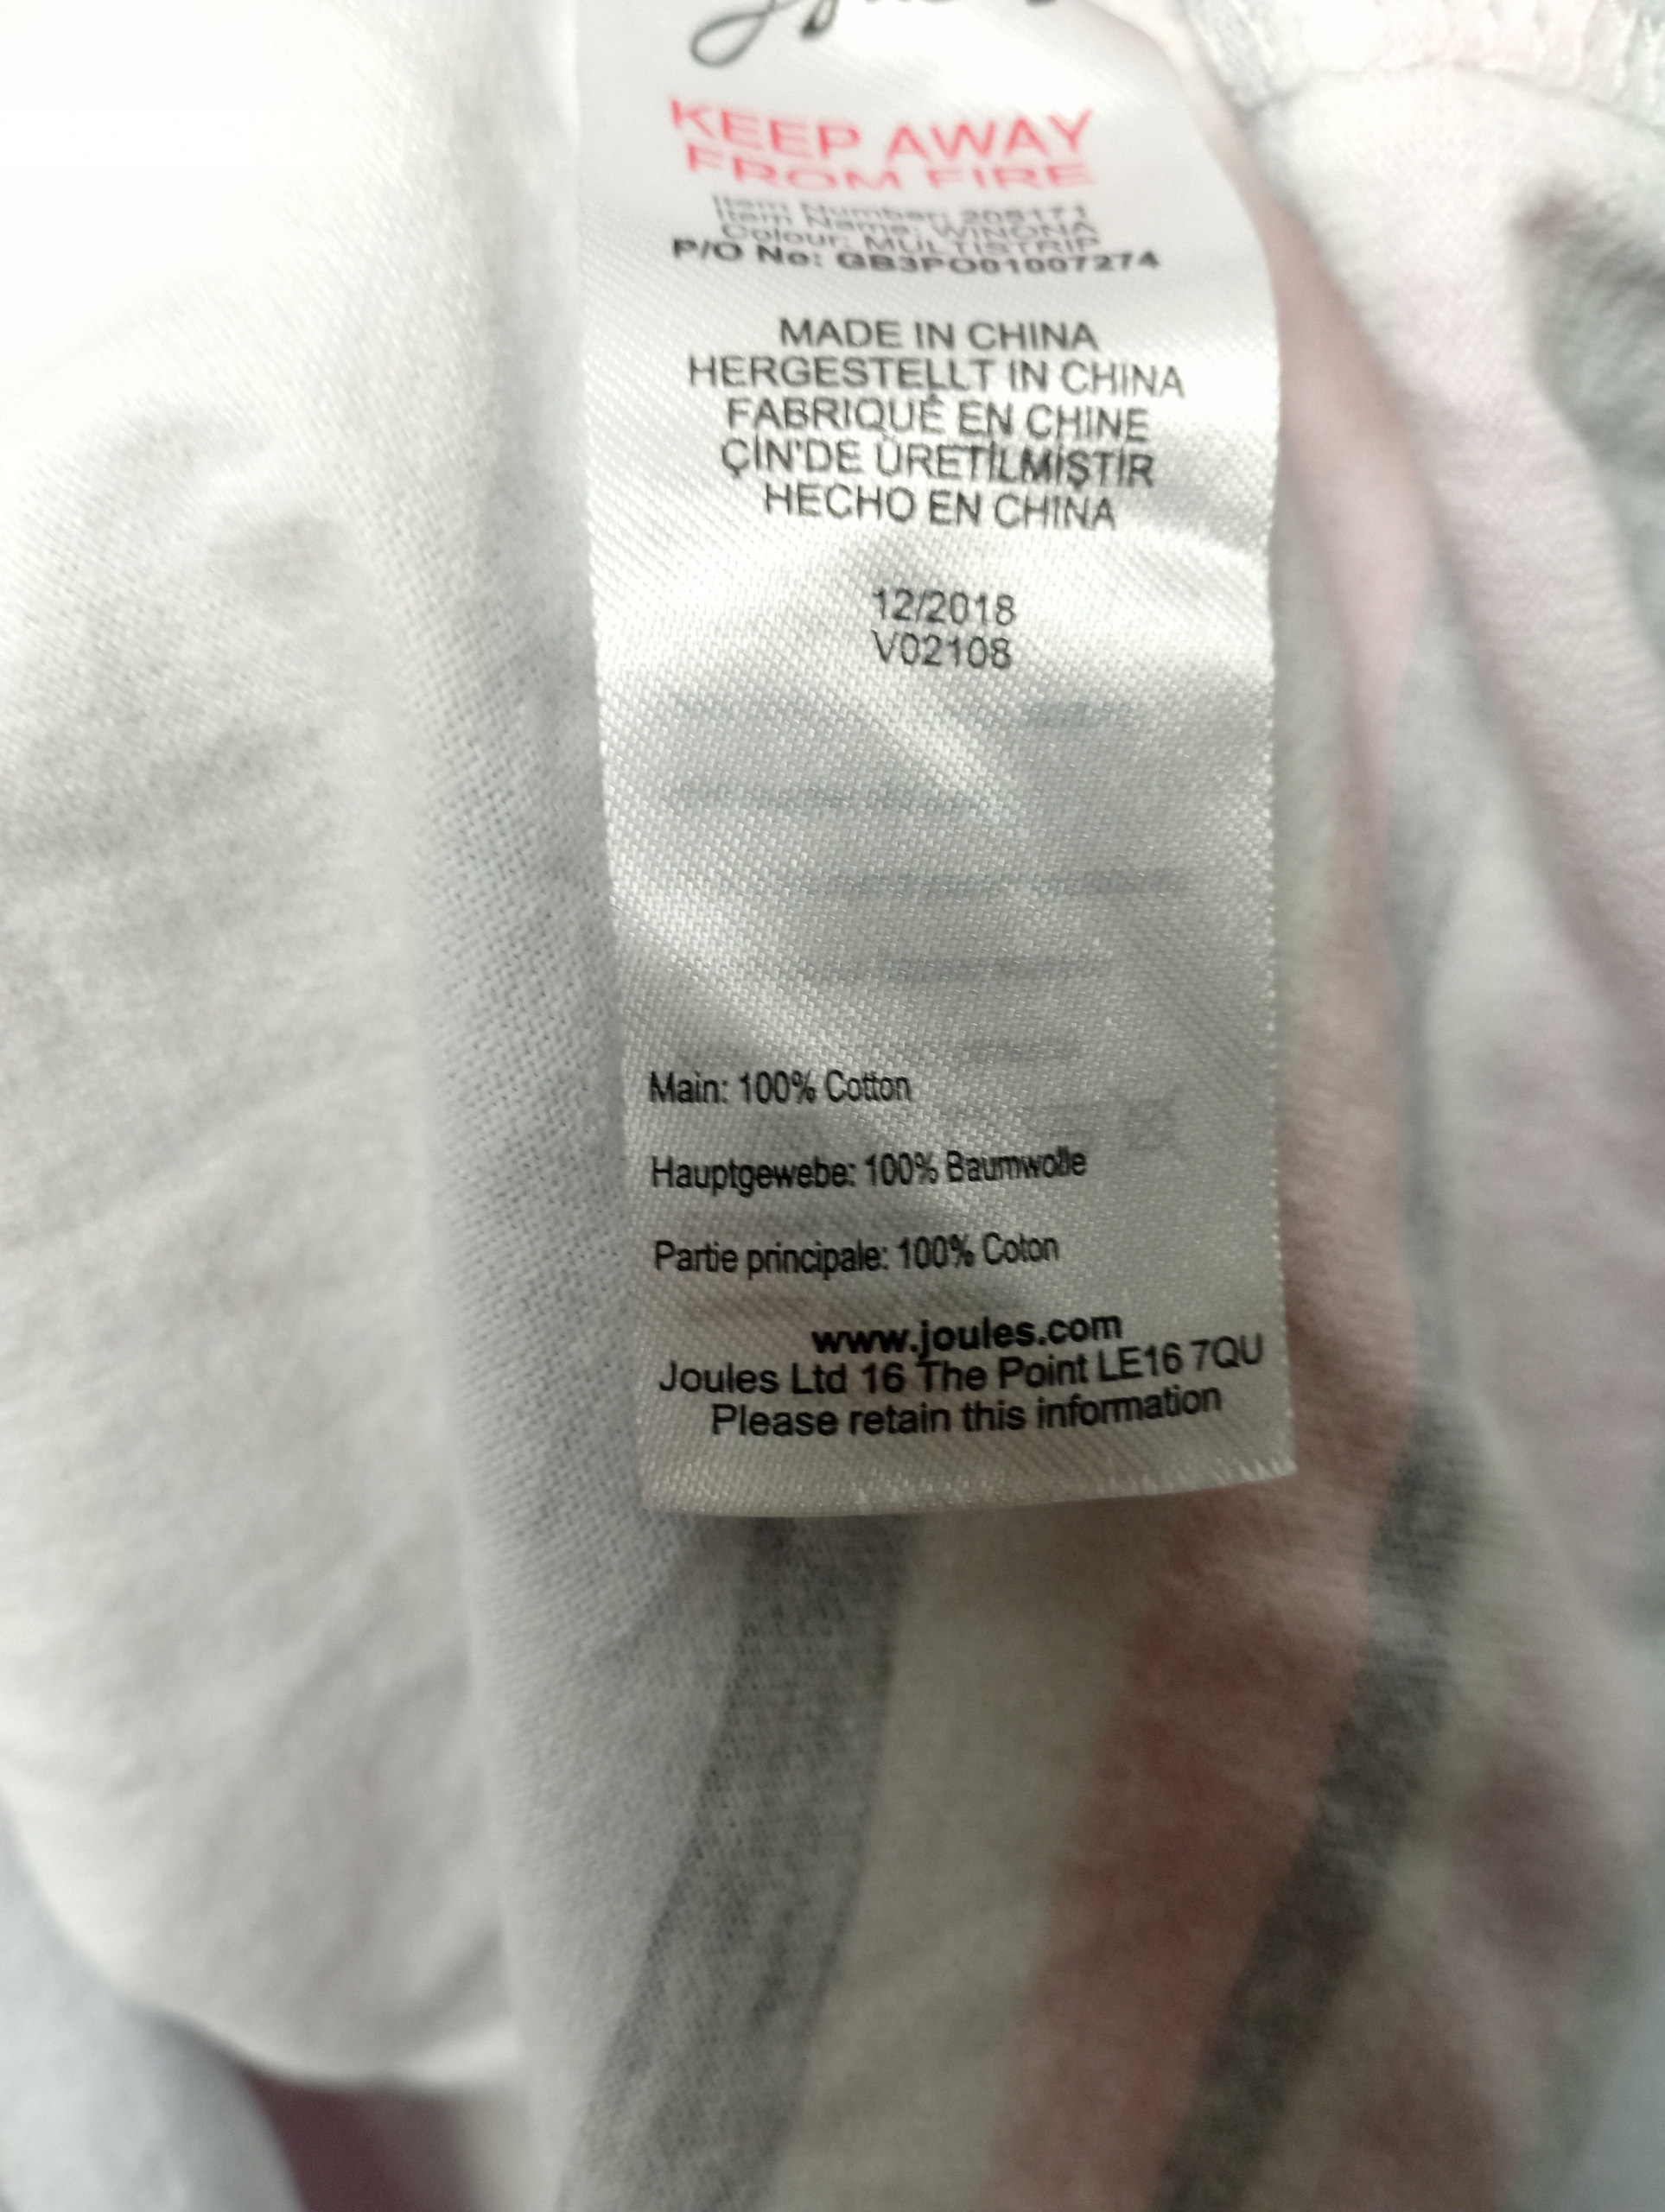 KEEP AWAY
FROM FIRE
Item Number: 205171
Item Name: WINONA
Colour: MULTISTRIP
P/O No: GB3PO01007274
MADE IN CHINA
HERGESTELLT IN CHINA
FABRIQUÉ EN CHINE
ÇİN'DE ÜRETİLMİŞTİR
HECHO EN CHINA
12/2018
V02108
Main: 100% Cotton
Hauptgewebe: 100% Baumwolle
Partie principale: 100% Coton
www.joules.com
Joules Ltd 16 The Point LE16 7QU
Please retain this information